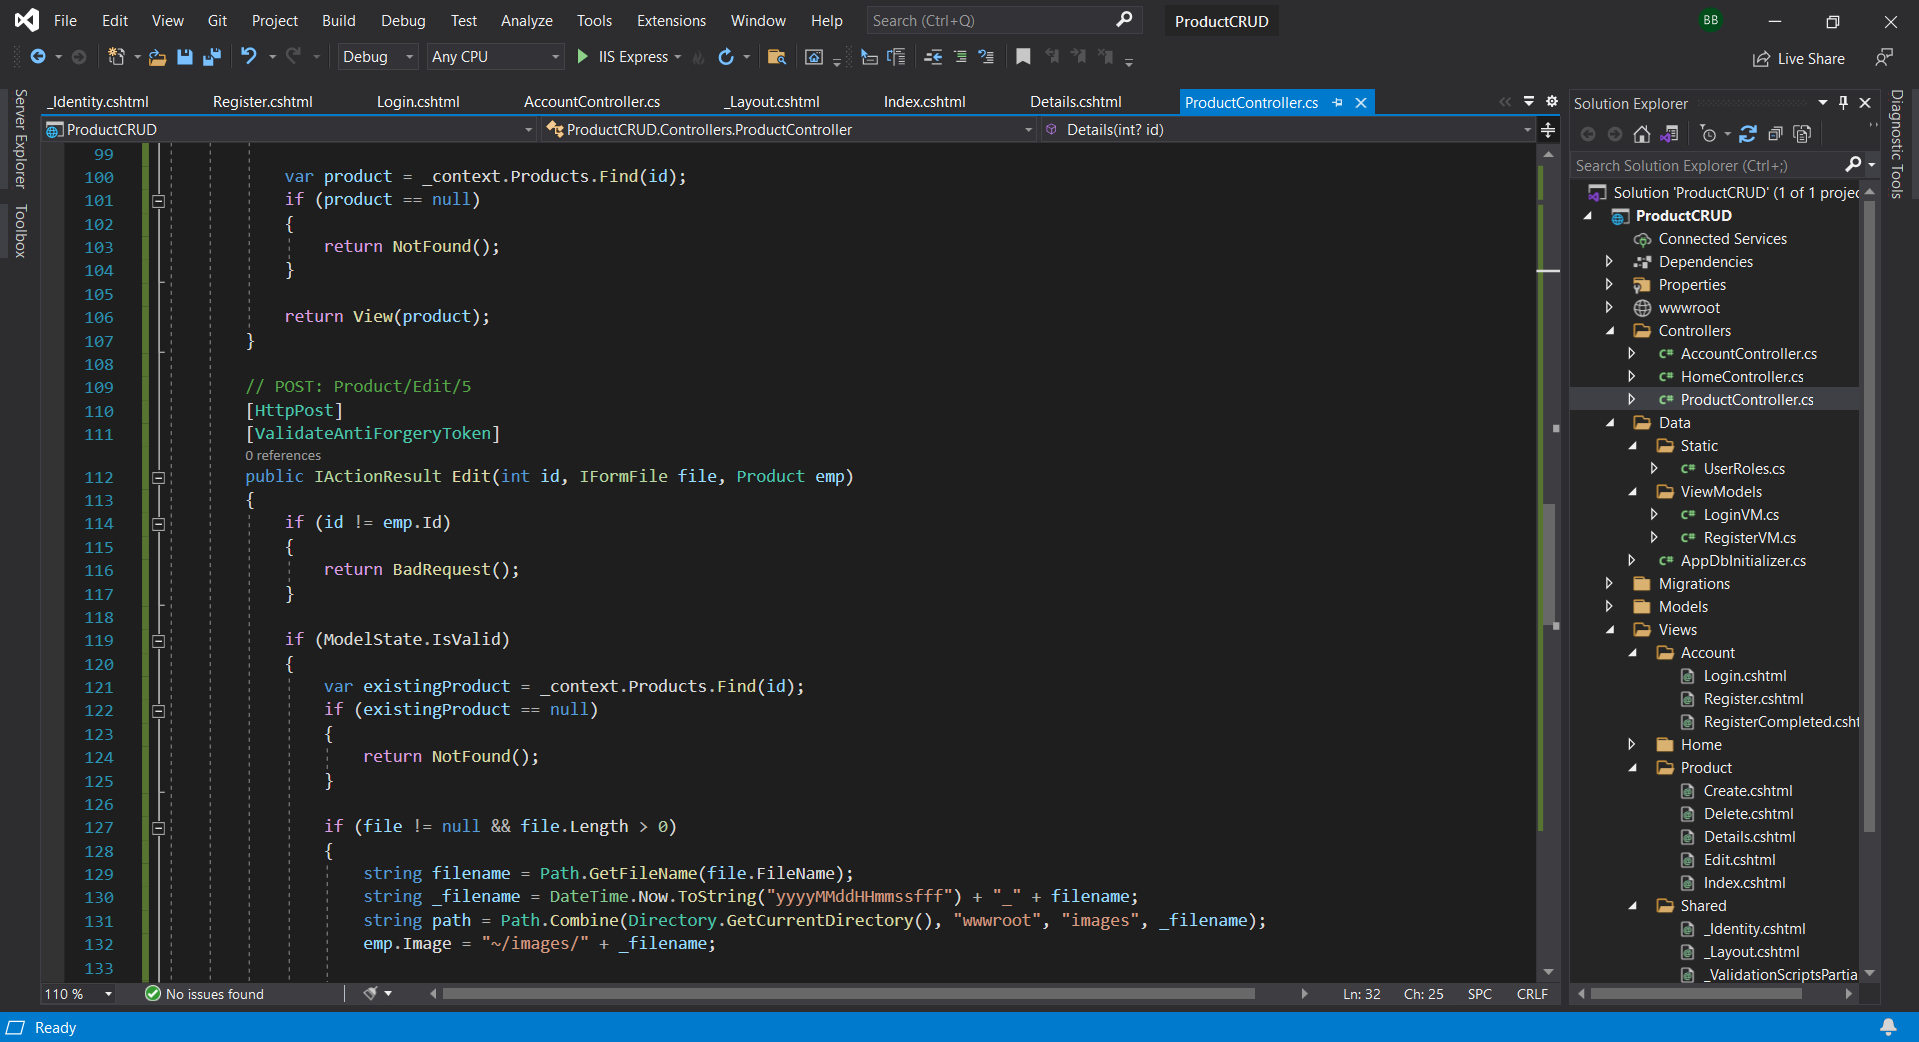 File Edit View Git Project Build Debug Test Analyze Tools Extensions Window Help Search (Ctrl+Q) ProductCRUD BB
Debug Any CPU IIS Express Live Share
Server Explorer
Toolbox
_Identity.cshtml Register.cshtml Login.cshtml AccountController.cs _Layout.cshtml Index.cshtml Details.cshtml ProductController.cs
ProductCRUD ProductCRUD.Controllers.ProductController Details(int? id)
99
100 var product = _context.Products.Find(id);
101 if (product == null)
102 {
103 return NotFound();
104 }
105
106 return View(product);
107 }
108
109 // POST: Product/Edit/5
110 [HttpPost]
111 [ValidateAntiForgeryToken]
0 references
112 public IActionResult Edit(int id, IFormFile file, Product emp)
113 {
114 if (id != emp.Id)
115 {
116 return BadRequest();
117 }
118
119 if (ModelState.IsValid)
120 {
121 var existingProduct = _context.Products.Find(id);
122 if (existingProduct == null)
123 {
124 return NotFound();
125 }
126
127 if (file != null && file.Length > 0)
128 {
129 string filename = Path.GetFileName(file.FileName);
130 string _filename = DateTime.Now.ToString("yyyyMMddHHmmssfff") + "_" + filename;
131 string path = Path.Combine(Directory.GetCurrentDirectory(), "wwwroot", "images", _filename);
132 emp.Image = "~/images/" + _filename;
133
110 % No issues found Ln: 32 Ch: 25 SPC CRLF
Ready
Solution Explorer
Search Solution Explorer (Ctrl+;)
Solution 'ProductCRUD' (1 of 1 projec
ProductCRUD
Connected Services
Dependencies
Properties
wwwroot
Controllers
C# AccountController.cs
C# HomeController.cs
C# ProductController.cs
Data
Static
C# UserRoles.cs
ViewModels
C# LoginVM.cs
C# RegisterVM.cs
C# AppDbInitializer.cs
Migrations
Models
Views
Account
Login.cshtml
Register.cshtml
RegisterCompleted.csht
Home
Product
Create.cshtml
Delete.cshtml
Details.cshtml
Edit.cshtml
Index.cshtml
Shared
_Identity.cshtml
_Layout.cshtml
_ValidationScriptsPartia
Diagnostic Tools